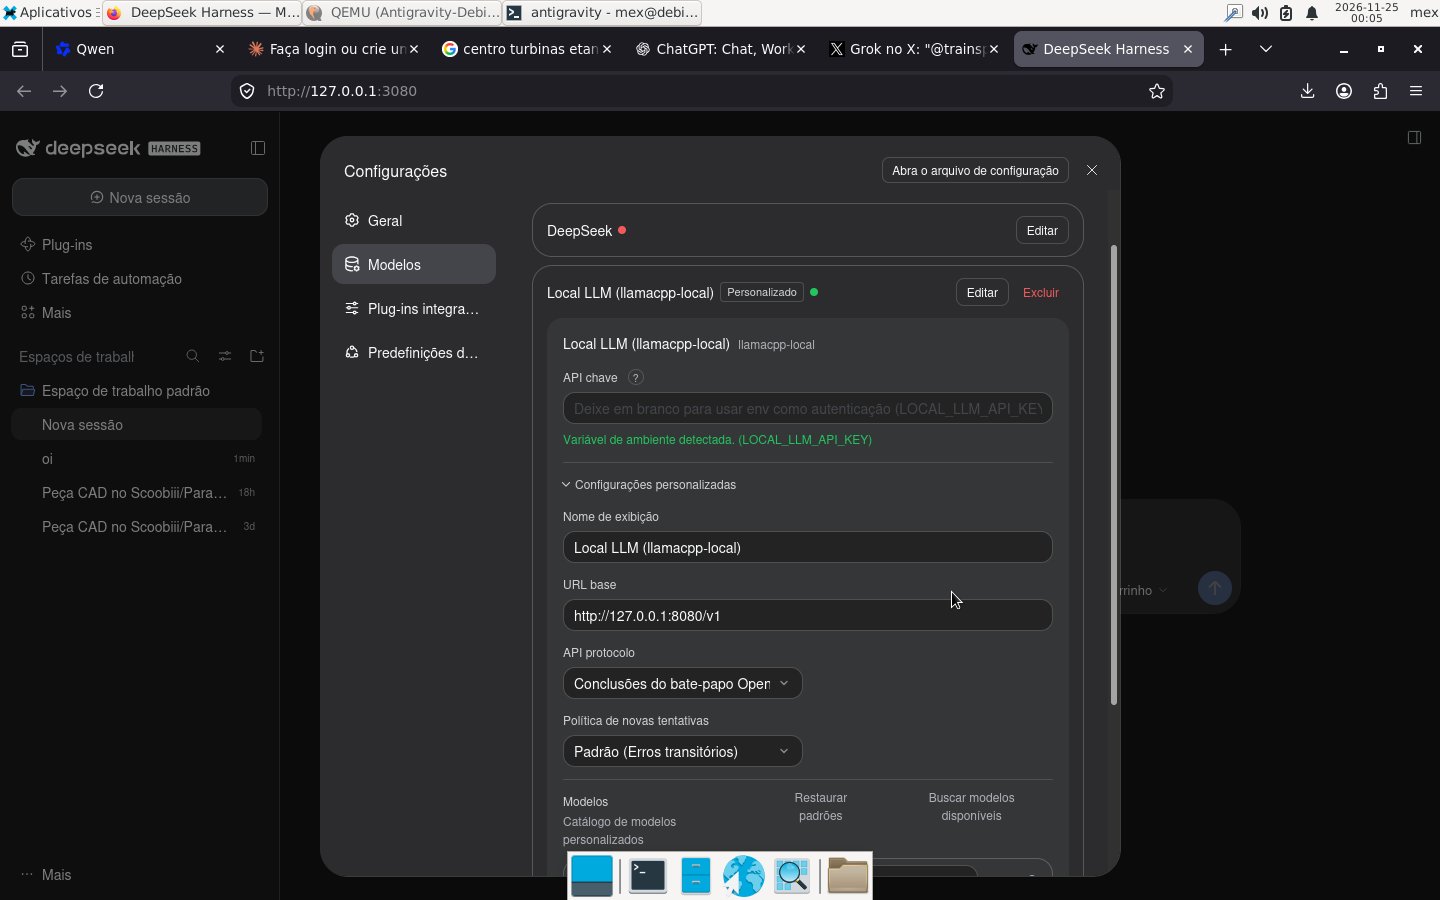 Aplicativos
DeepSeek Harness — M...
QEMU (Antigravity-Debi...
antigravity - mex@debi...
2026-11-25
00:05
mex
Qwen
Faça login ou crie un
centro turbinas etan
ChatGPT: Chat, Work
Grok no X: "@transp
DeepSeek Harness
http://127.0.0.1:3080
deepseek HARNESS
Nova sessão
Plug-ins
Tarefas de automação
Mais
Espaços de trabalh
Espaço de trabalho padrão
Nova sessão
oi 1min
Peça CAD no Scoobiii/Para... 18h
Peça CAD no Scoobiii/Para... 3d
Mais
Configurações
Abra o arquivo de configuração
Geral
Modelos
Plug-ins integra...
Predefinições d...
DeepSeek
Editar
Local LLM (llamacpp-local) Personalizado
Editar
Excluir
Local LLM (llamacpp-local) llamacpp-local
API chave ?
Deixe em branco para usar env como autenticação (LOCAL_LLM_API_KEY
Variável de ambiente detectada. (LOCAL_LLM_API_KEY)
Configurações personalizadas
Nome de exibição
Local LLM (llamacpp-local)
URL base
http://127.0.0.1:8080/v1
API protocolo
Conclusões do bate-papo Open
Política de novas tentativas
Padrão (Erros transitórios)
Modelos
Catálogo de modelos
personalizados
Restaurar
padrões
Buscar modelos
disponíveis
rrinho